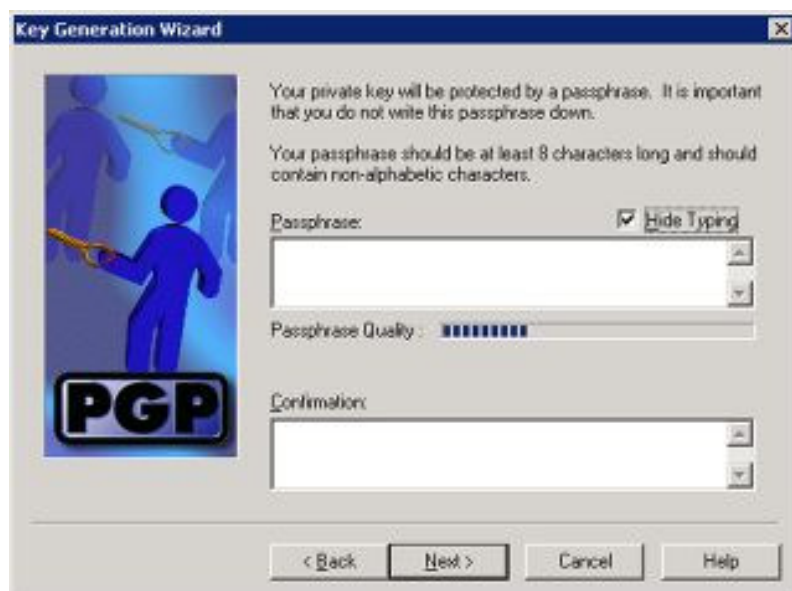 Key Generation Wizard
Your private key will be protected by a passphrase. It is important
that you do not write this passphrase down.
Your passphrase should be at least 8 characters long and should
contain non-alphabetic characters.
Passphrase:
Hide Typing
Passphrase Quality :
PGP
Confirmation:
< Back
Next >
Cancel
Help